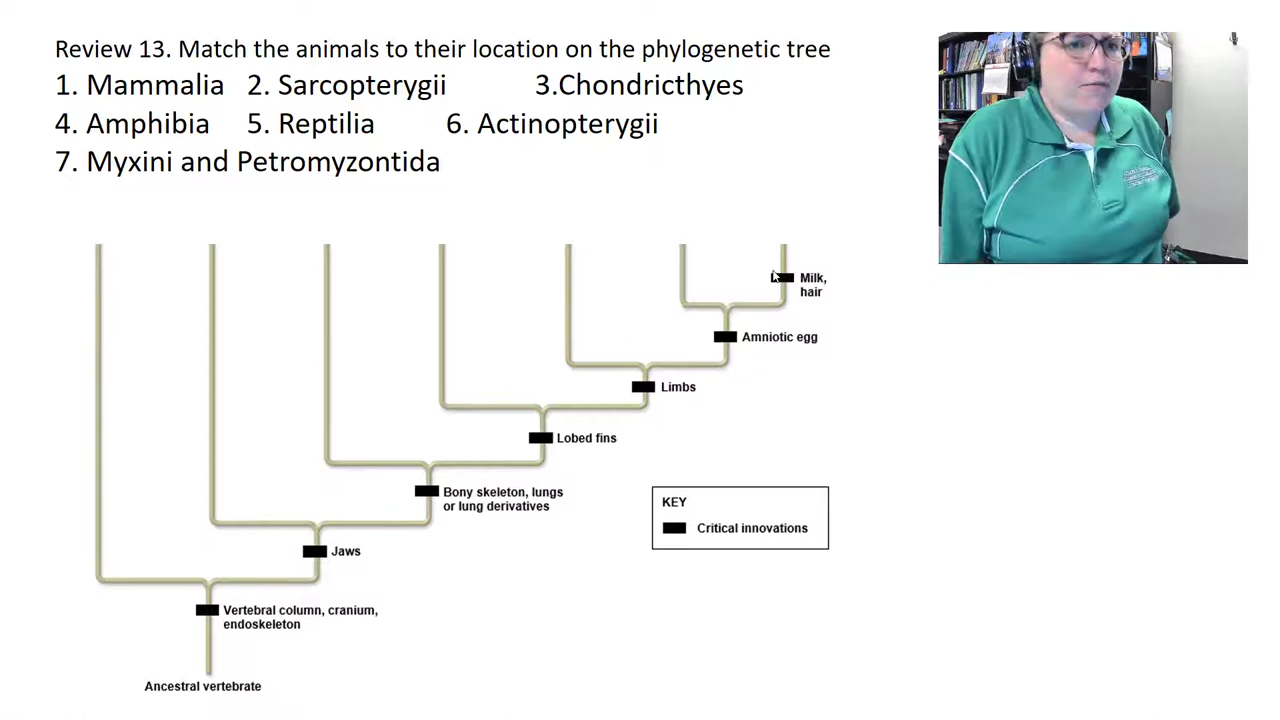 Review 13. Match the animals to their location on the phylogenetic tree
1. Mammalia 2. Sarcopterygii 3.Chondricthyes
4. Amphibia 5. Reptilia 6. Actinopterygii
7. Myxini and Petromyzontida
Milk,
hair
Amniotic egg
Limbs
Lobed fins
Bony skeleton, lungs
or lung derivatives
KEY
Critical innovations
Jaws
Vertebral column, cranium,
endoskeleton
Ancestral vertebrate